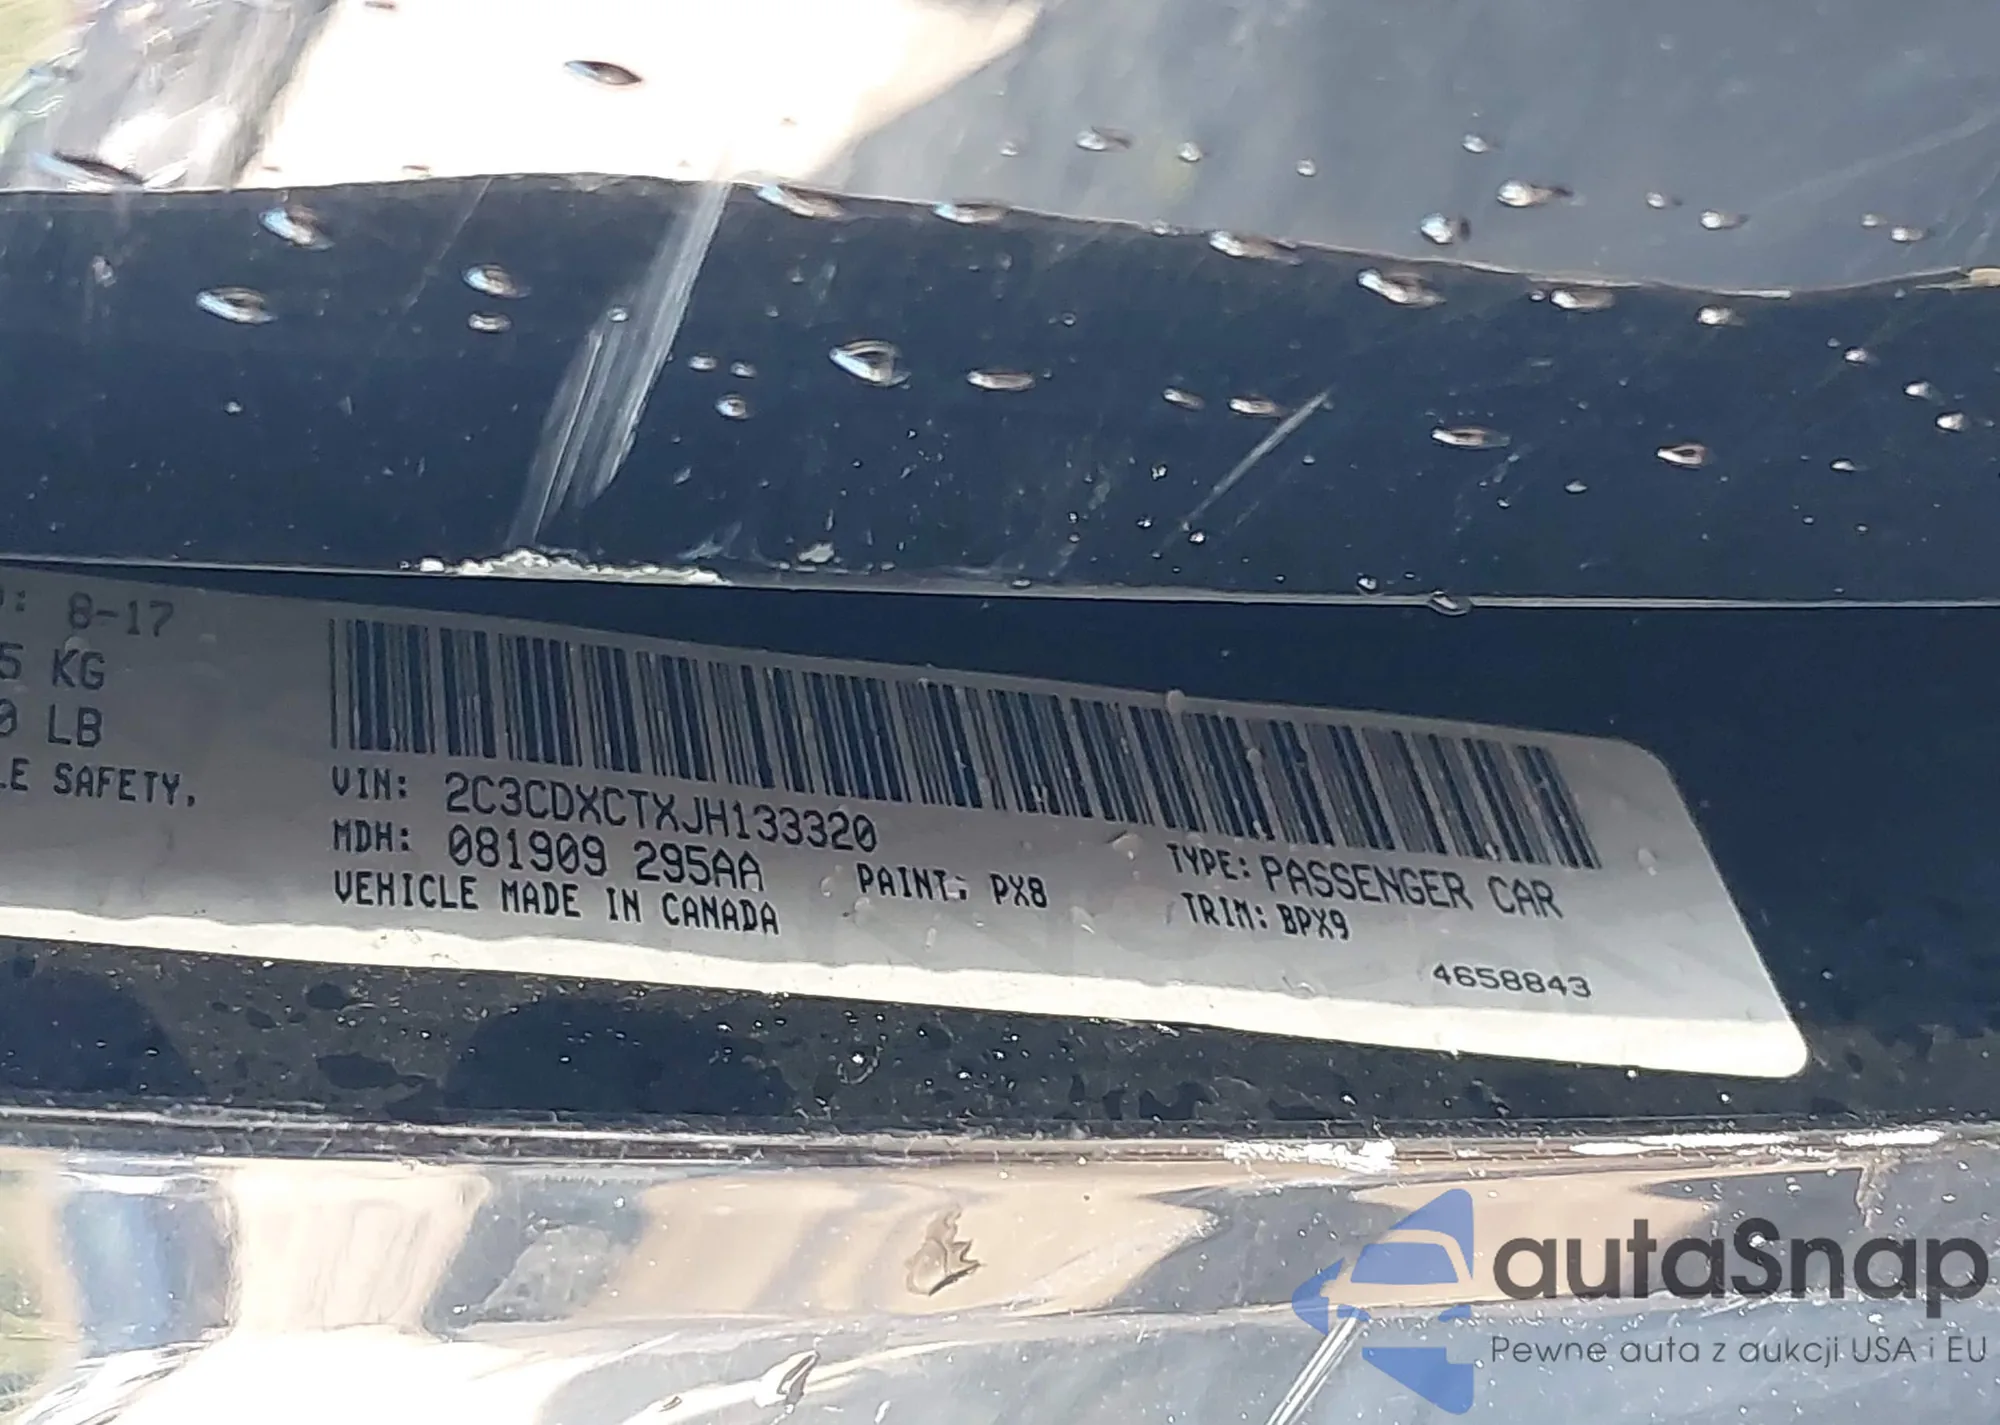 : 8-17
5 KG
0 LB
LE SAFETY,
VIN: 2C3CDXCTXJH133320
MDH: 081909 295AA
PAINT: PX8
TYPE: PASSENGER CAR
VEHICLE MADE IN CANADA
TRIM: BPX9
4658843
autaSnap
Pewne auta z aukcji USA i EU